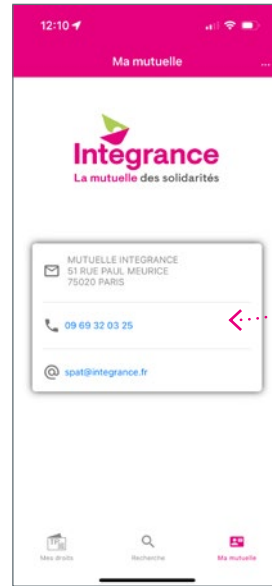 12:10
Ma mutuelle
...
Integrance
La mutuelle des solidarités
MUTUELLE INTEGRANCE
51 RUE PAUL MEURICE
75020 PARIS
09 69 32 03 25
@ spat@integrance.fr
Mes droits
Recherche
Ma mutuelle